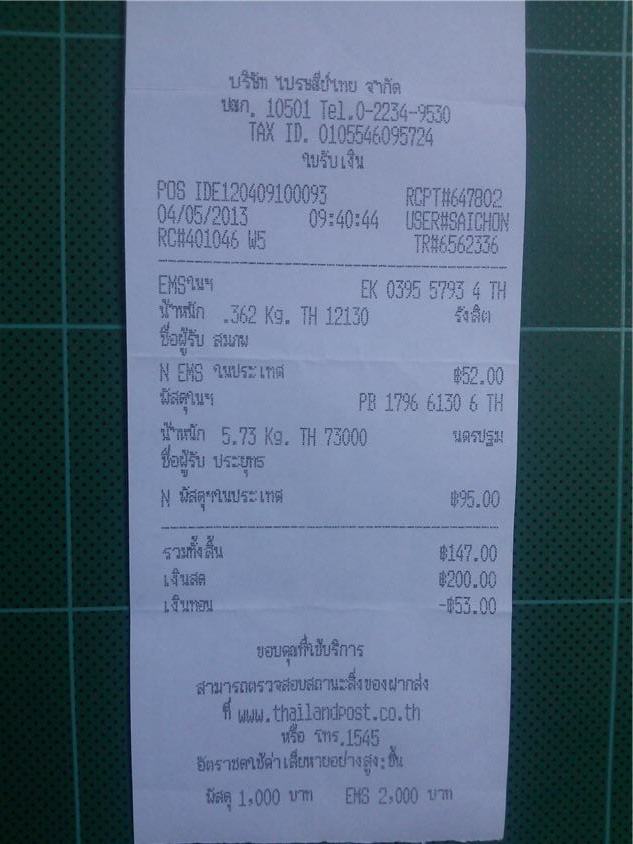 บริษัท ไปรษณีย์ไทย จำกัด
ปสก. 10501 Tel.0-2234-9530
TAX ID. 0105546095724
ใบรับเงิน
POS IDE120409100093 RCPT#647802
04/05/2013 09:40:44 USER#SAICHON
RC#401046 W5 TR#6562336
EMSในฯ EK 0395 5793 4 TH
น้ำหนัก .362 Kg. TH 12130 รังสิต
ชื่อผู้รับ สมภพ
N EMS ในประเทศ ฿52.00
พัสดุในฯ PB 1796 6130 6 TH
น้ำหนัก 5.73 Kg. TH 73000 นครปฐม
ชื่อผู้รับ ประยุทธ
N พัสดุฯในประเทศ ฿95.00
รวมทั้งสิ้น ฿147.00
เงินสด ฿200.00
เงินทอน -฿53.00
ขอบคุณที่ใช้บริการ
สามารถตรวจสอบสถานะสิ่งของฝากส่ง
ที่ www.thailandpost.co.th
หรือ โทร.1545
อัตราชดใช้ค่าเสียหายอย่างสูง:ชิ้น
พัสดุ 1,000 บาท EMS 2,000 บาท